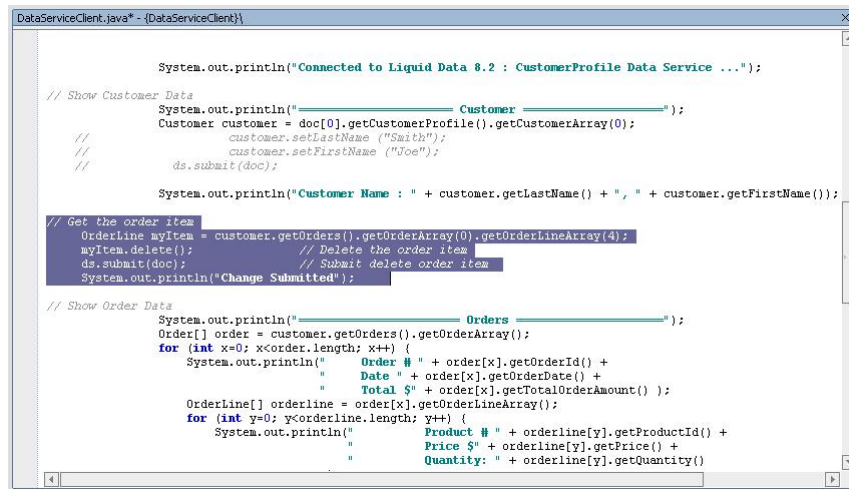 DataServiceClient.java* - {DataServiceClient}\
System.out.println("Connected to Liquid Data 8.2 : CustomerProfile Data Service ...");
// Show Customer Data
System.out.println("====================== Customer ====================");
Customer customer = doc[0].getCustomerProfile().getCustomerArray(0);
// customer.setLastName ("Smith");
// customer.setFirstName ("Joe");
// ds.submit(doc);
System.out.println("Customer Name : " + customer.getLastName() + ", " + customer.getFirstName());
// Get the order item
OrderLine myItem = customer.getOrders().getOrderArray(0).getOrderLineArray(4);
myItem.delete(); // Delete the order item
ds.submit(doc); // Submit delete order item
System.out.println("Change Submitted");
// Show Order Data
System.out.println("======================= Orders =====================");
Order[] order = customer.getOrders().getOrderArray();
for (int x=0; x<order.length; x++) {
System.out.println(" Order # " + order[x].getOrderId() +
" Date " + order[x].getOrderDate() +
" Total $" + order[x].getTotalOrderAmount() );
OrderLine[] orderline = order[x].getOrderLineArray();
for (int y=0; y<orderline.length; y++) {
System.out.println(" Product # " + orderline[y].getProductId() +
" Price $" + orderline[y].getPrice() +
" Quantity: " + orderline[y].getQuantity()